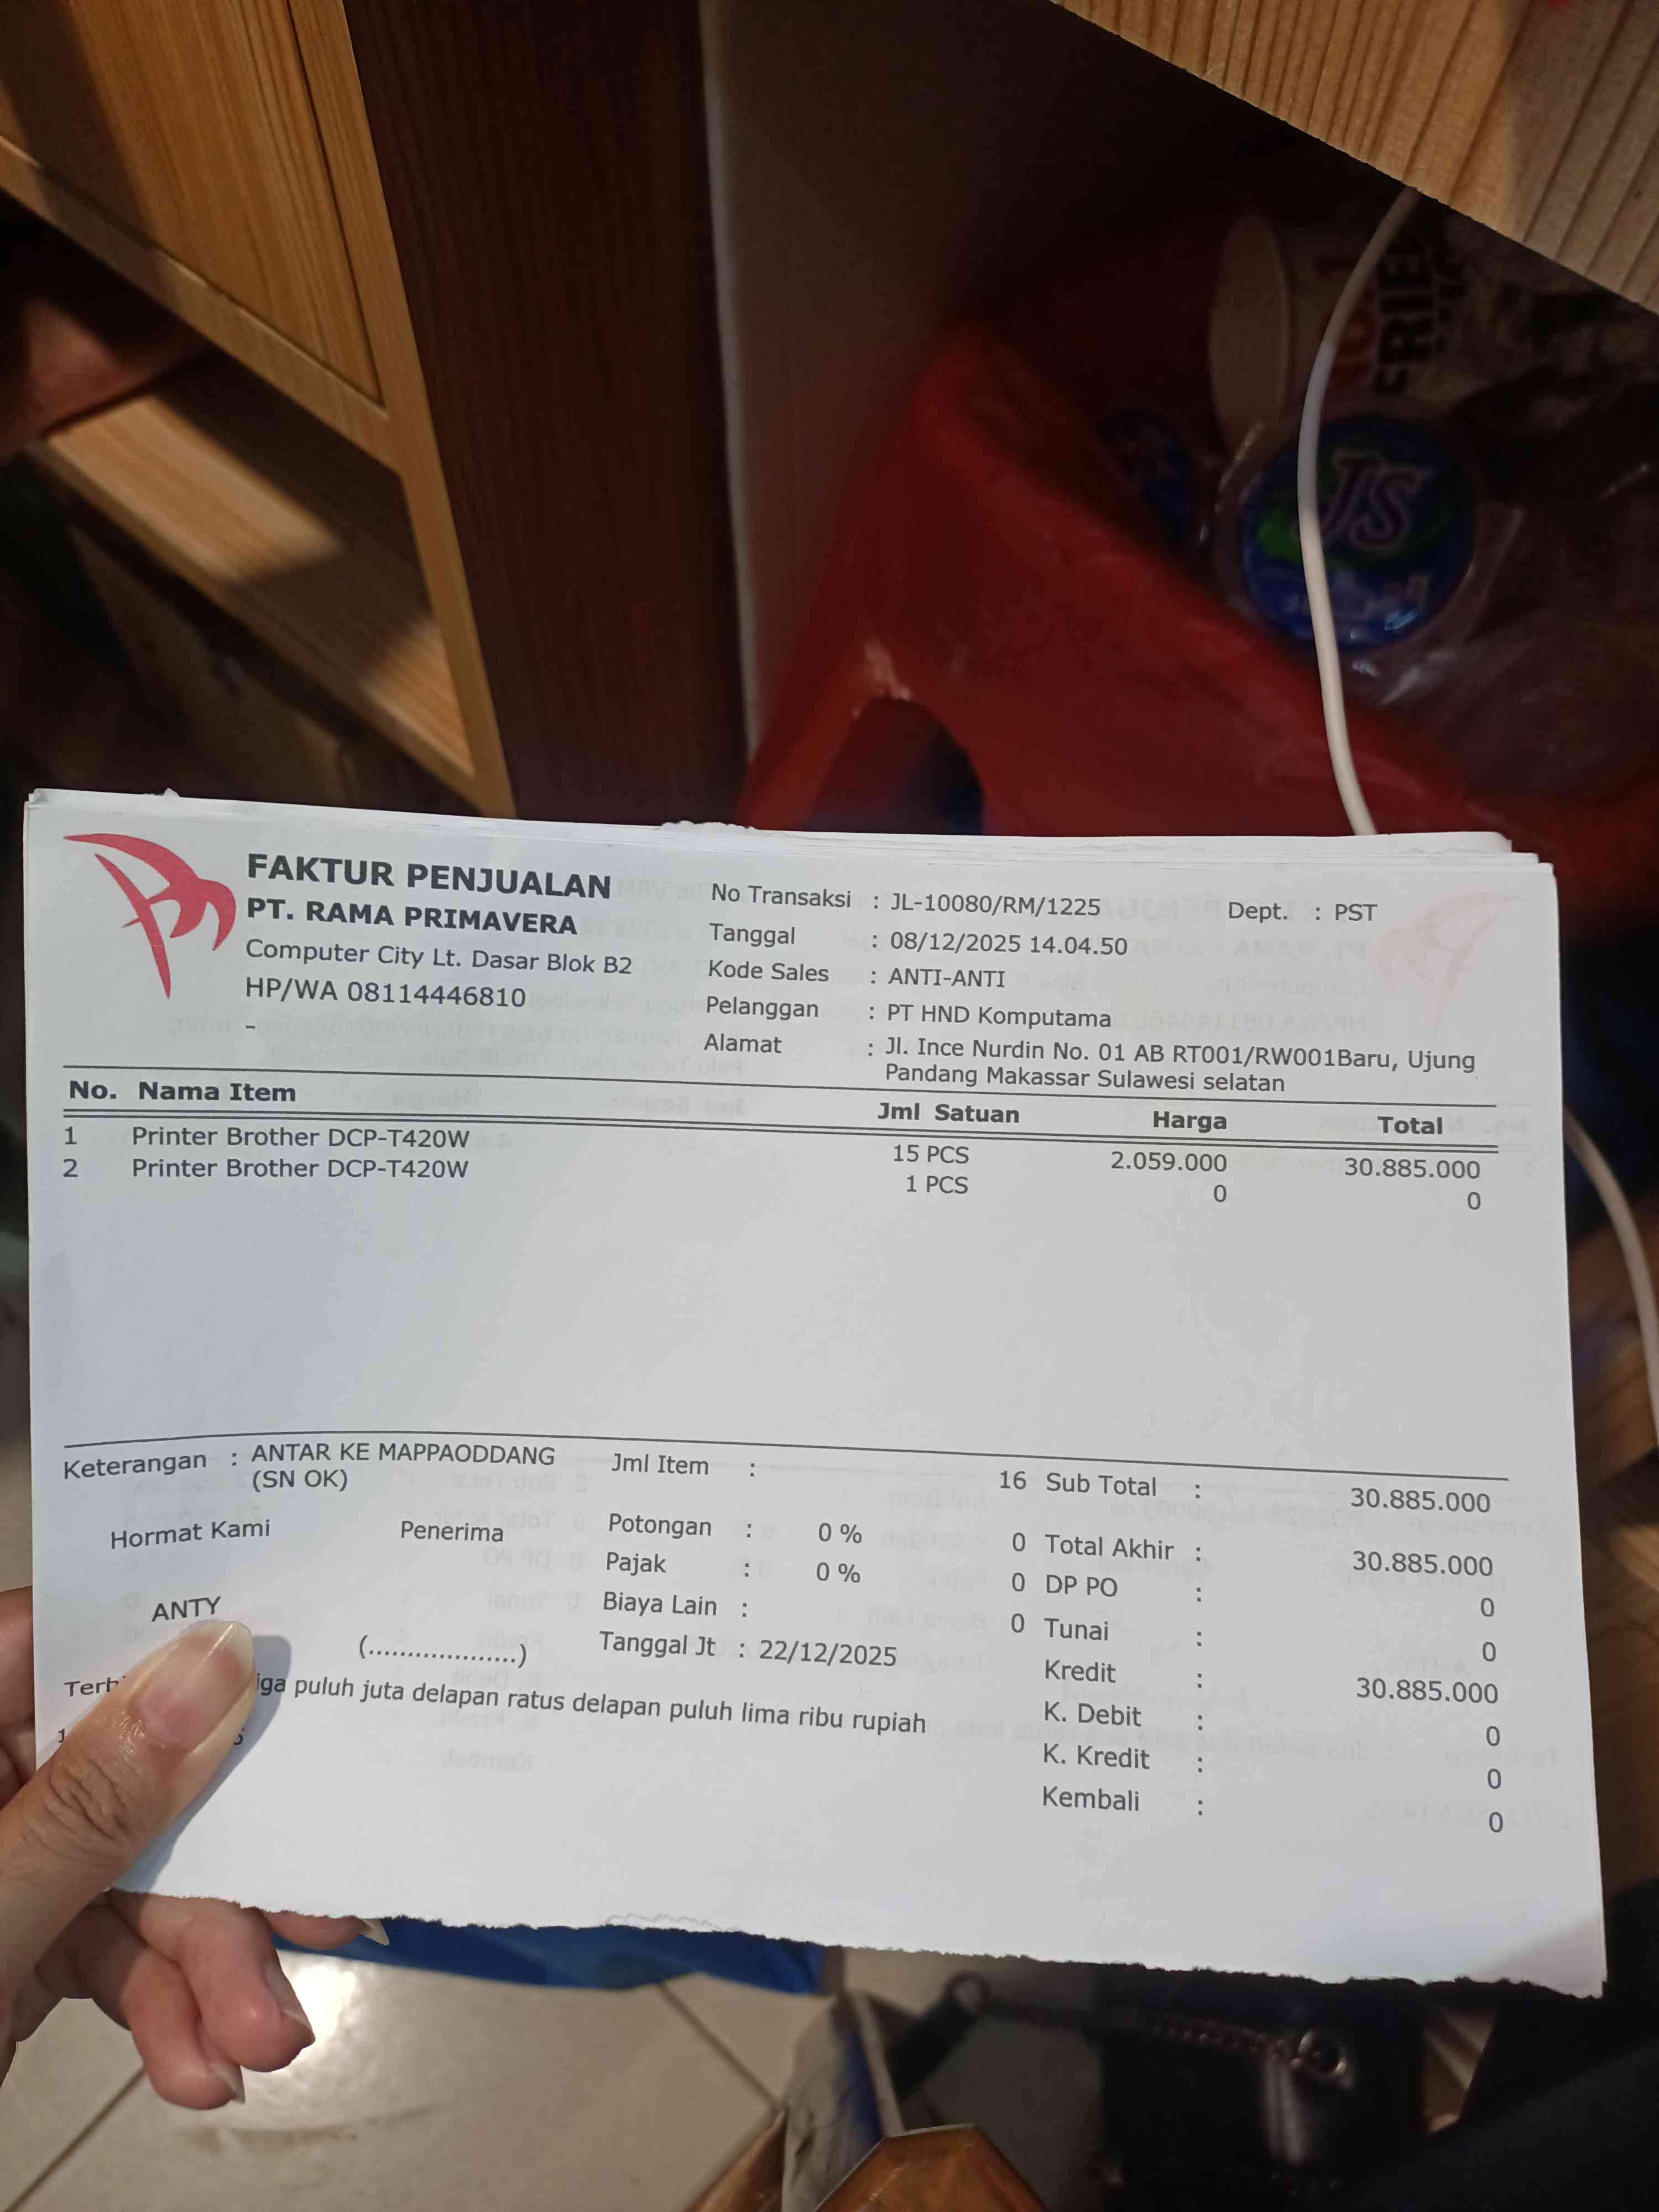 FRIE
JS
FAKTUR PENJUALAN
PT. RAMA PRIMAVERA
Computer City Lt. Dasar Blok B2
HP/WA 08114446810
-
No Transaksi : JL-10080/RM/1225 Dept. : PST
Tanggal : 08/12/2025 14.04.50
Kode Sales : ANTI-ANTI
Pelanggan : PT HND Komputama
Alamat : Jl. Ince Nurdin No. 01 AB RT001/RW001Baru, Ujung
Pandang Makassar Sulawesi selatan
No. Nama Item Jml Satuan Harga Total
1 Printer Brother DCP-T420W 15 PCS 2.059.000 30.885.000
2 Printer Brother DCP-T420W 1 PCS 0 0
Keterangan : ANTAR KE MAPPAODDANG
(SN OK)
Hormat Kami Penerima
ANTY
(...................)
Jml Item : 16
Potongan : 0 % 0
Pajak : 0 % 0
Biaya Lain : 0
Tanggal Jt : 22/12/2025
Sub Total : 30.885.000
Total Akhir : 30.885.000
DP PO : 0
Tunai : 0
Kredit : 30.885.000
K. Debit : 0
K. Kredit : 0
Kembali : 0
puluh juta delapan ratus delapan puluh lima ribu rupiah